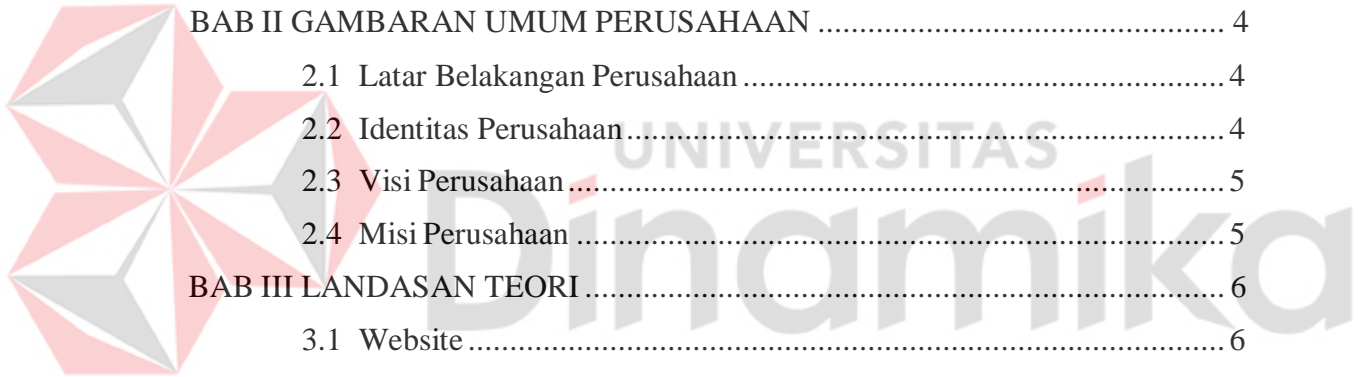 BAB II GAMBARAN UMUM PERUSAHAAN ............................................... 4
2.1 Latar Belakangan Perusahaan ........................................................ 4
2.2 Identitas Perusahaan ....................................................................... 4
2.3 Visi Perusahaan .............................................................................. 5
2.4 Misi Perusahaan ............................................................................. 5
BAB III LANDASAN TEORI ........................................................................... 6
3.1 Website ........................................................................................... 6
UNIVERSITAS
Dinamika